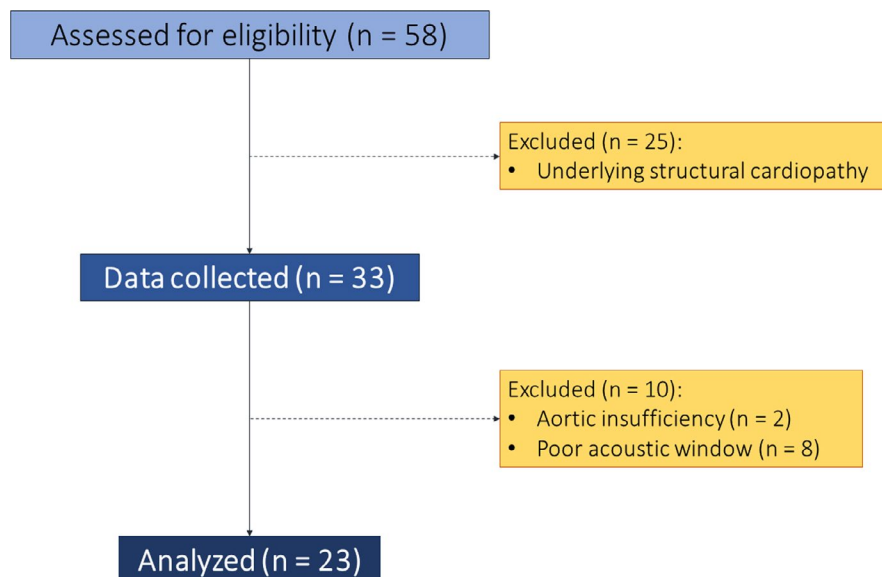 Assessed for eligibility (n = 58)
Excluded (n = 25):
• Underlying structural cardiopathy
Data collected (n = 33)
Excluded (n = 10):
• Aortic insufficiency (n = 2)
• Poor acoustic window (n = 8)
Analyzed (n = 23)